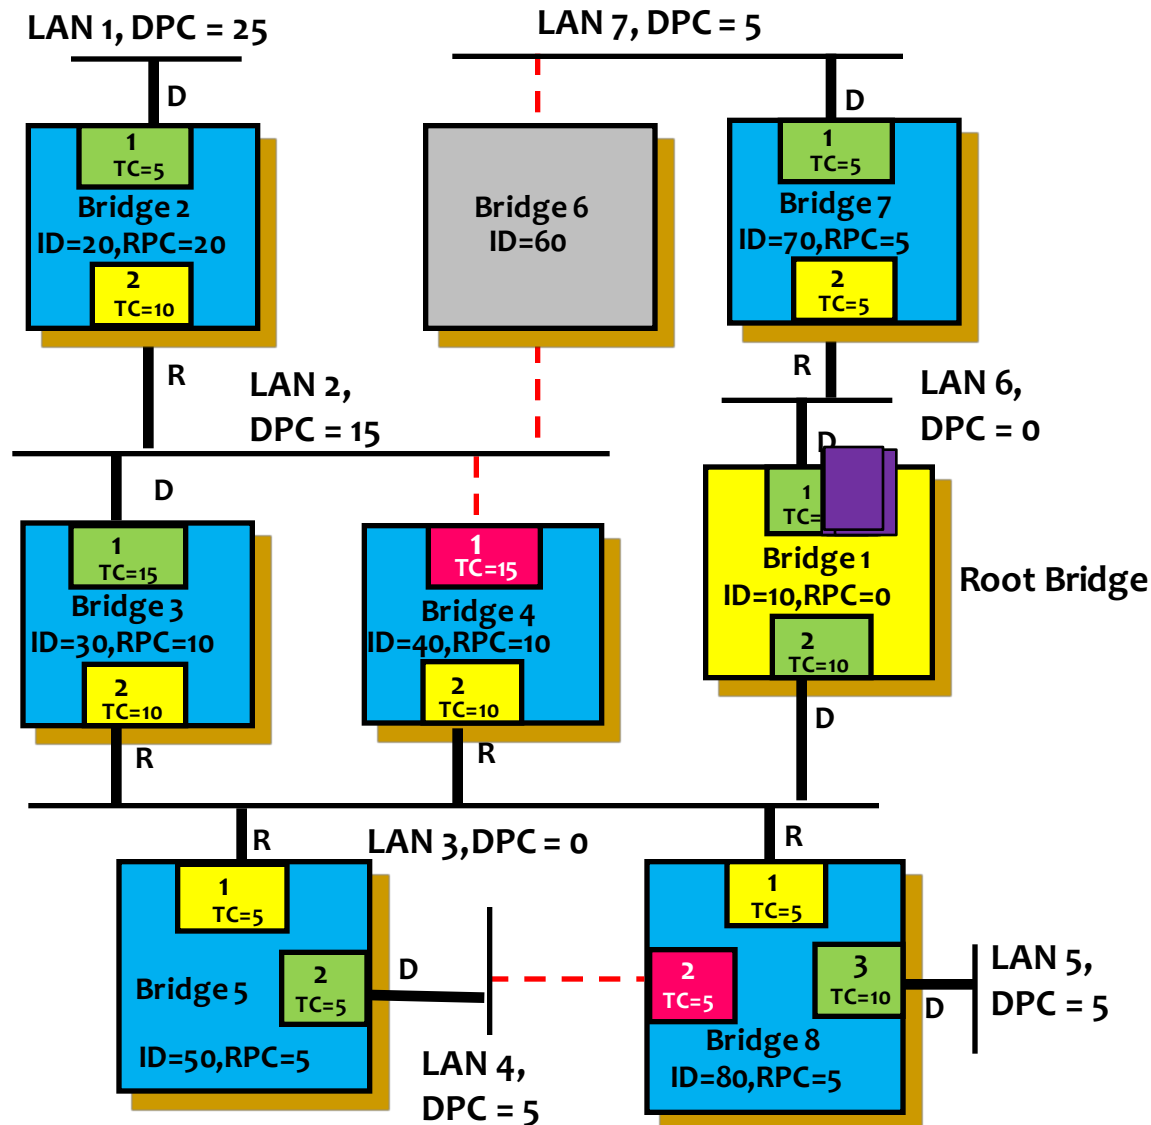 LAN 1, DPC = 25
LAN 7, DPC = 5
D
D
1
TC=5
Bridge 2
ID=20,RPC=20
2
TC=10
Bridge 6
ID=60
1
TC=5
Bridge 7
ID=70,RPC=5
2
TC=5
R
R
LAN 2,
DPC = 15
LAN 6,
DPC = 0
D
D
1
TC=15
Bridge 3
ID=30,RPC=10
2
TC=10
1
TC=15
Bridge 4
ID=40,RPC=10
2
TC=10
1
TC=
Bridge 1
ID=10,RPC=0
2
TC=10
Root Bridge
R
R
D
LAN 3,DPC = 0
R
R
1
TC=5
Bridge 5
2
TC=5
ID=50,RPC=5
D
LAN 4,
DPC = 5
1
TC=5
2
TC=5
3
TC=10
Bridge 8
ID=80,RPC=5
D
LAN 5,
DPC = 5